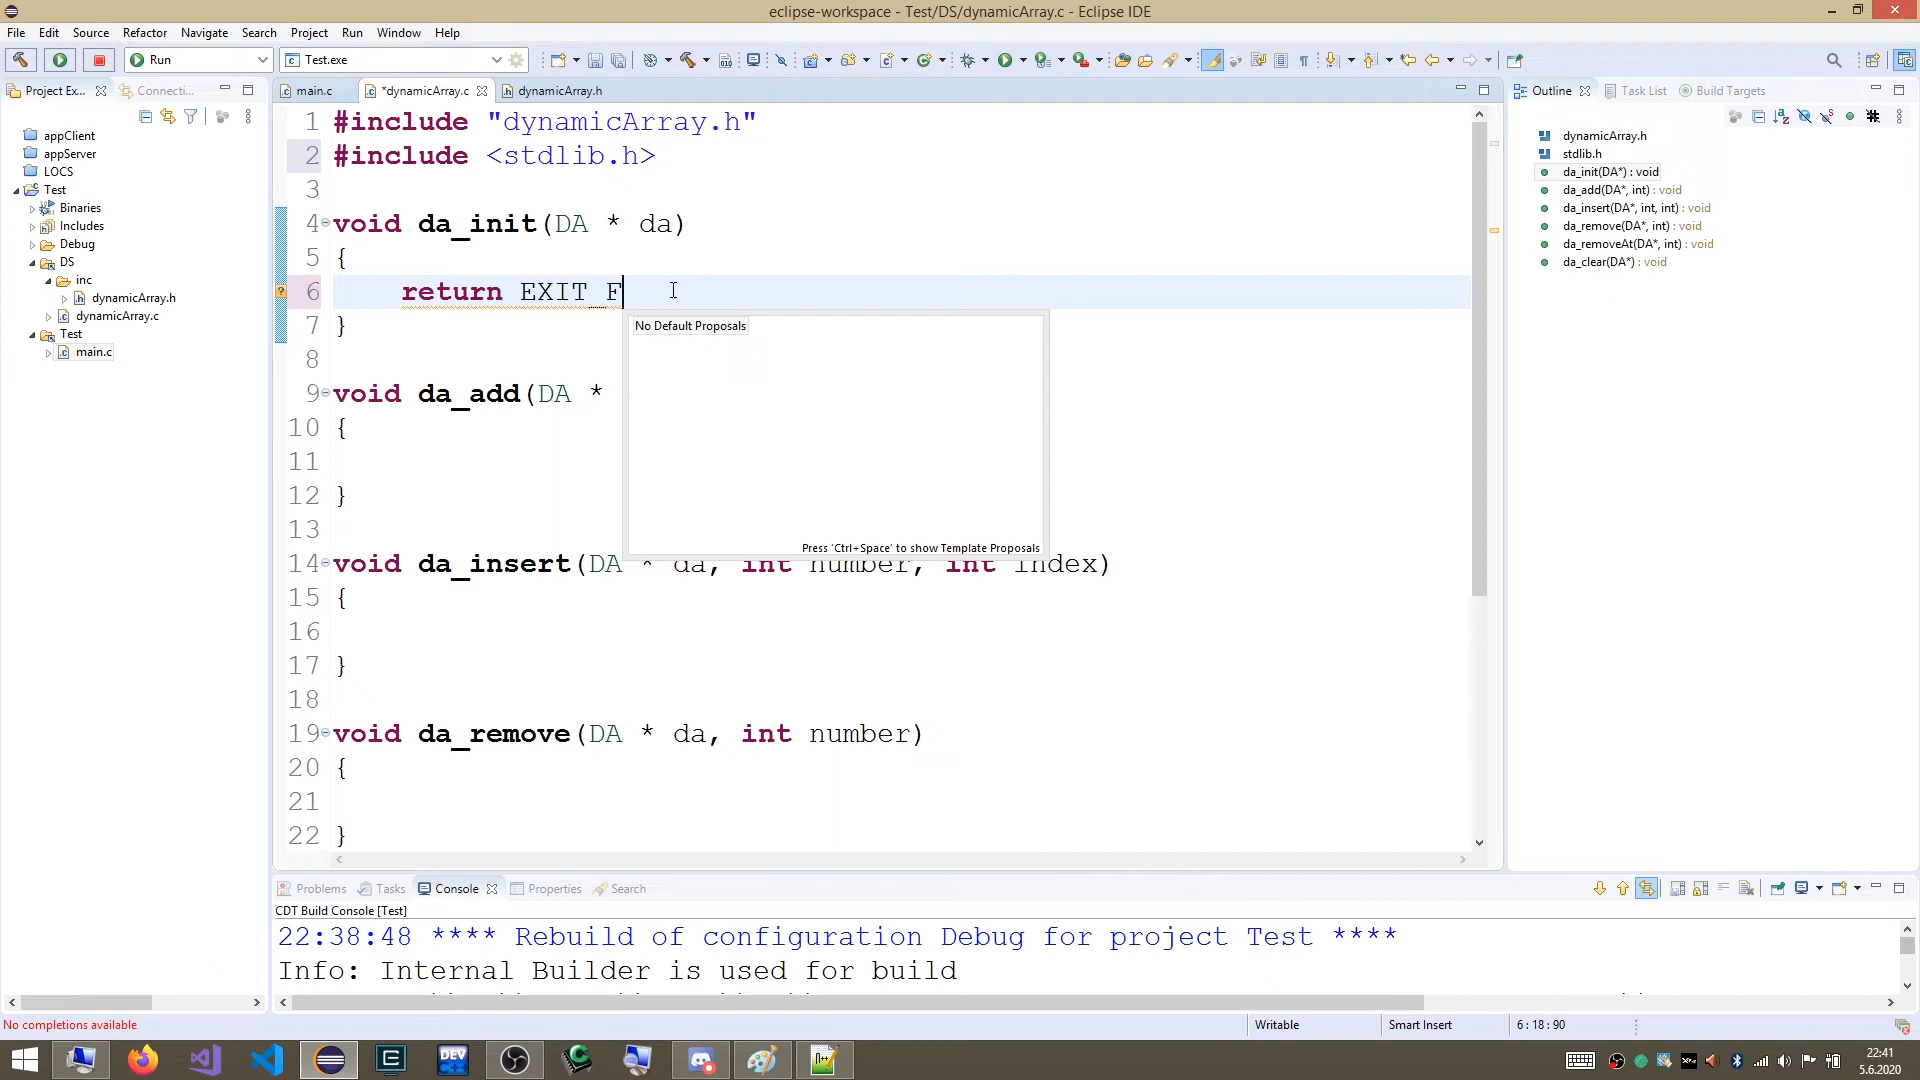 eclipse-workspace - Test/DS/dynamicArray.c - Eclipse IDE
File Edit Source Refactor Navigate Search Project Run Window Help
Run Test.exe
Project Ex... Connecti... main.c *dynamicArray.c dynamicArray.h Outline Task List Build Targets
appClient
appServer
LOCS
Test
Binaries
Includes
Debug
DS
inc
dynamicArray.h
dynamicArray.c
Test
main.c
1 #include "dynamicArray.h"
2 #include <stdlib.h>
3
4 void da_init(DA * da)
5 {
6 return EXIT_F
7 }
8
9 void da_add(DA *
10 {
11
12 }
13
14 void da_insert(DA * da, int number, int index)
15 {
16
17 }
18
19 void da_remove(DA * da, int number)
20 {
21
22 }
No Default Proposals
Press 'Ctrl+Space' to show Template Proposals
dynamicArray.h
stdlib.h
da_init(DA*) : void
da_add(DA*, int) : void
da_insert(DA*, int, int) : void
da_remove(DA*, int) : void
da_removeAt(DA*, int) : void
da_clear(DA*) : void
Problems Tasks Console Properties Search
CDT Build Console [Test]
22:38:48 **** Rebuild of configuration Debug for project Test ****
Info: Internal Builder is used for build
No completions available Writable Smart Insert 6 : 18 : 90
DEV
22:41
5.6.2020